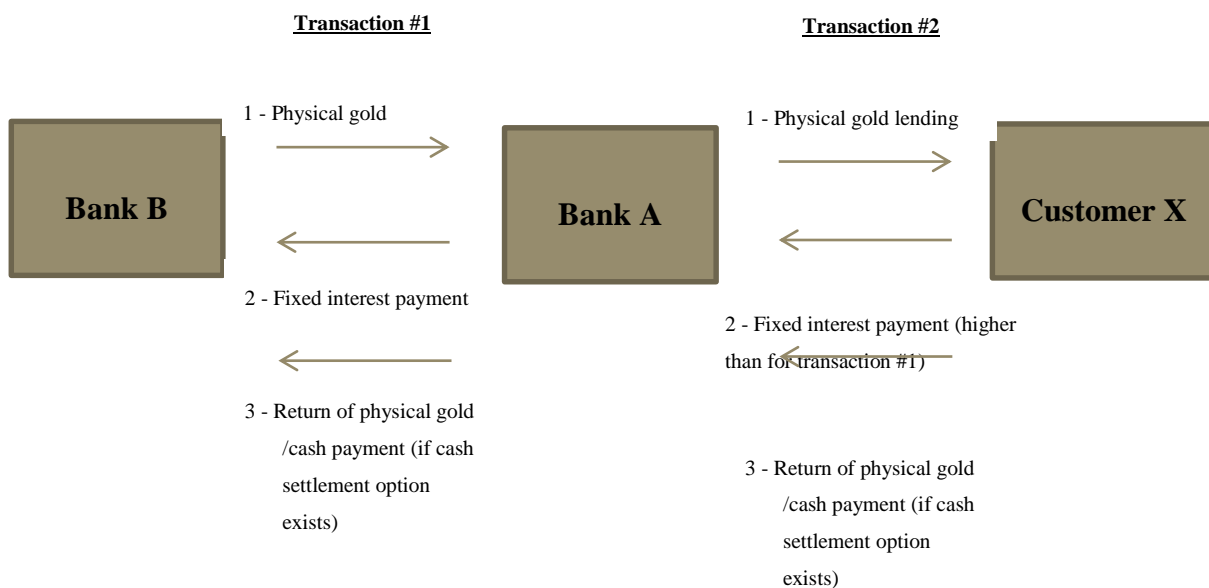 Transaction #1
Transaction #2
1 - Physical gold
1 - Physical gold lending
Bank B
Bank A
Customer X
2 - Fixed interest payment
2 - Fixed interest payment (higher
than for transaction #1)
3 - Return of physical gold
/cash payment (if cash
settlement option
exists)
3 - Return of physical gold
/cash payment (if cash
settlement option
exists)